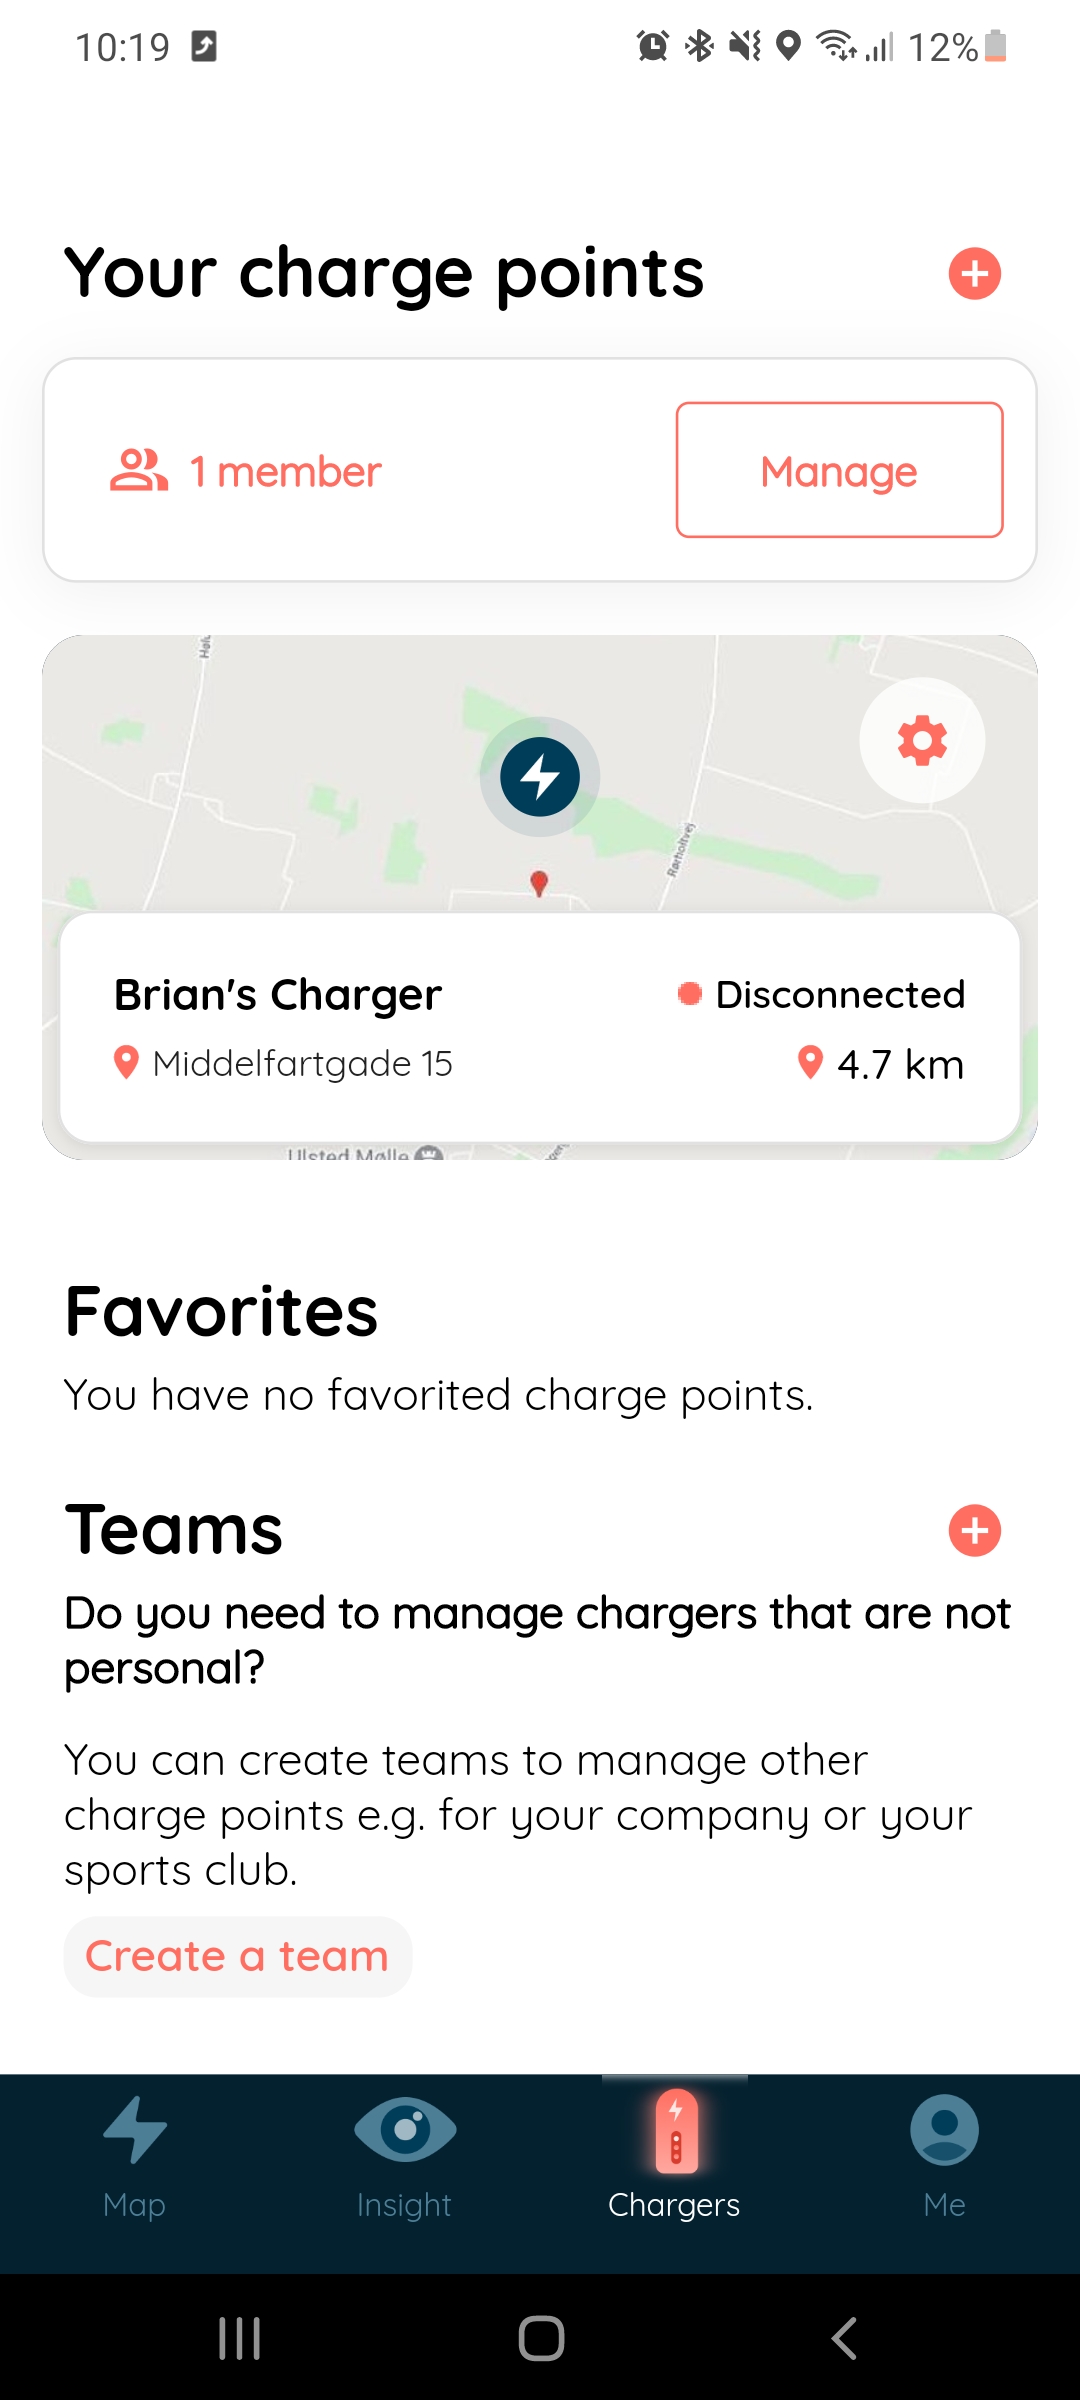 10:19
12%
Your charge points
1 member
Manage
Rørholtvej
Brian's Charger
Disconnected
Middelfartgade 15
4.7 km
Ulsted Mølle
Favorites
You have no favorited charge points.
Teams
Do you need to manage chargers that are not
personal?
You can create teams to manage other
charge points e.g. for your company or your
sports club.
Create a team
Map
Insight
Chargers
Me